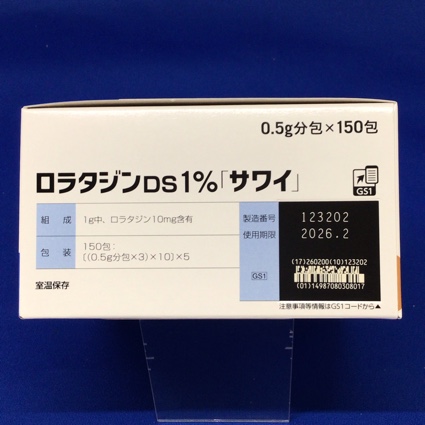 0.5g分包×150包
ロラタジンDS1%「サワイ」
GS1
組成 1g中、ロラタジン10mg含有
包装 150包:
[(0.5g分包×3)×10]×5
製造番号 123202
使用期限 2026.2
(17)260200(10)123202
GS1
(01)14987080308017
室温保存
注意事項等情報はGS1コードから▲